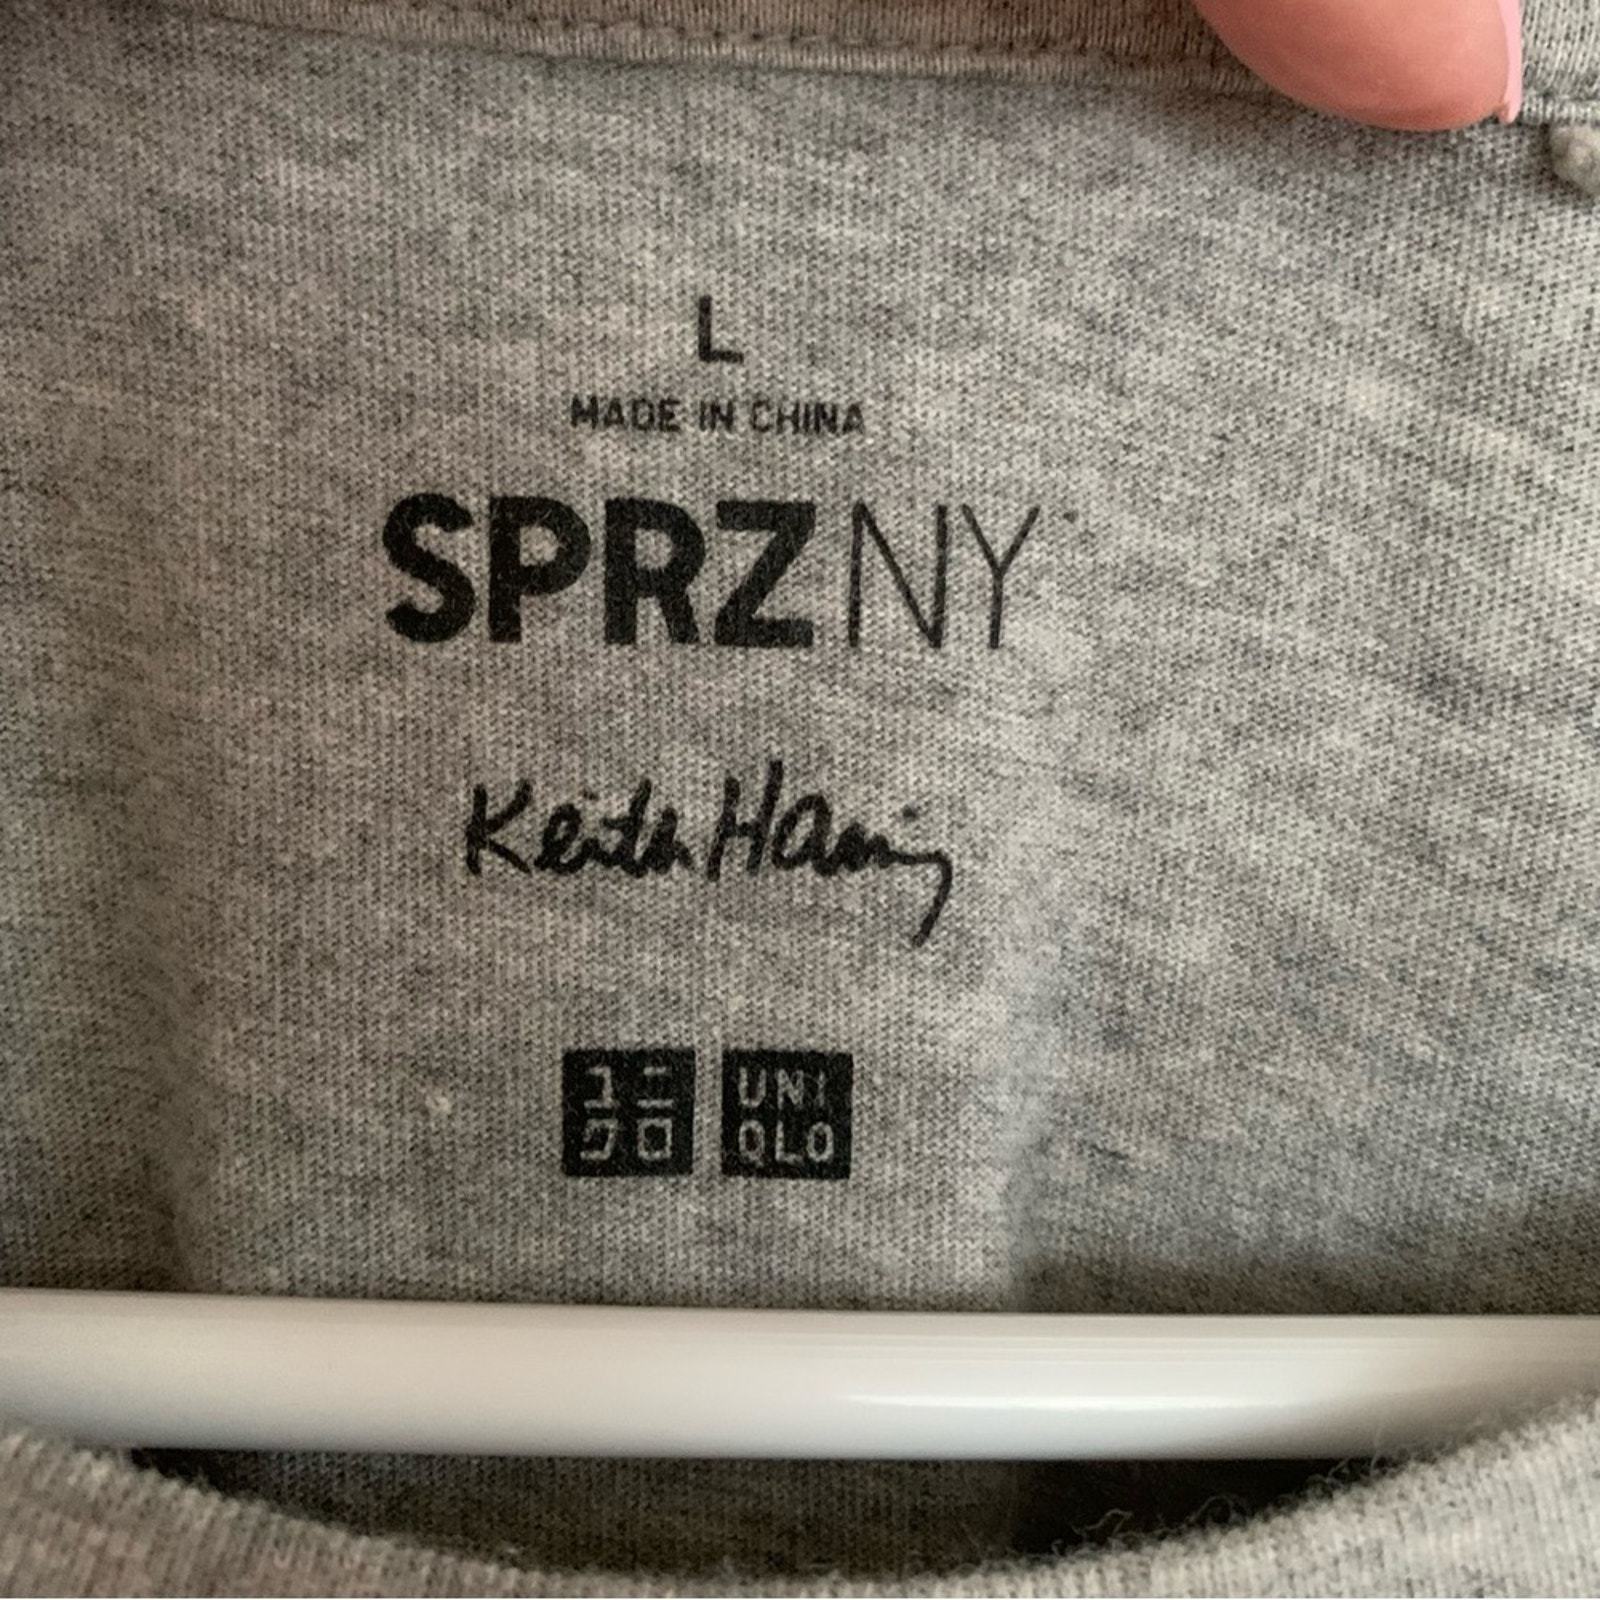 L
MADE IN CHINA
SPRZ NY
Keith Haring
ユニ
クロ
UNI
QLO